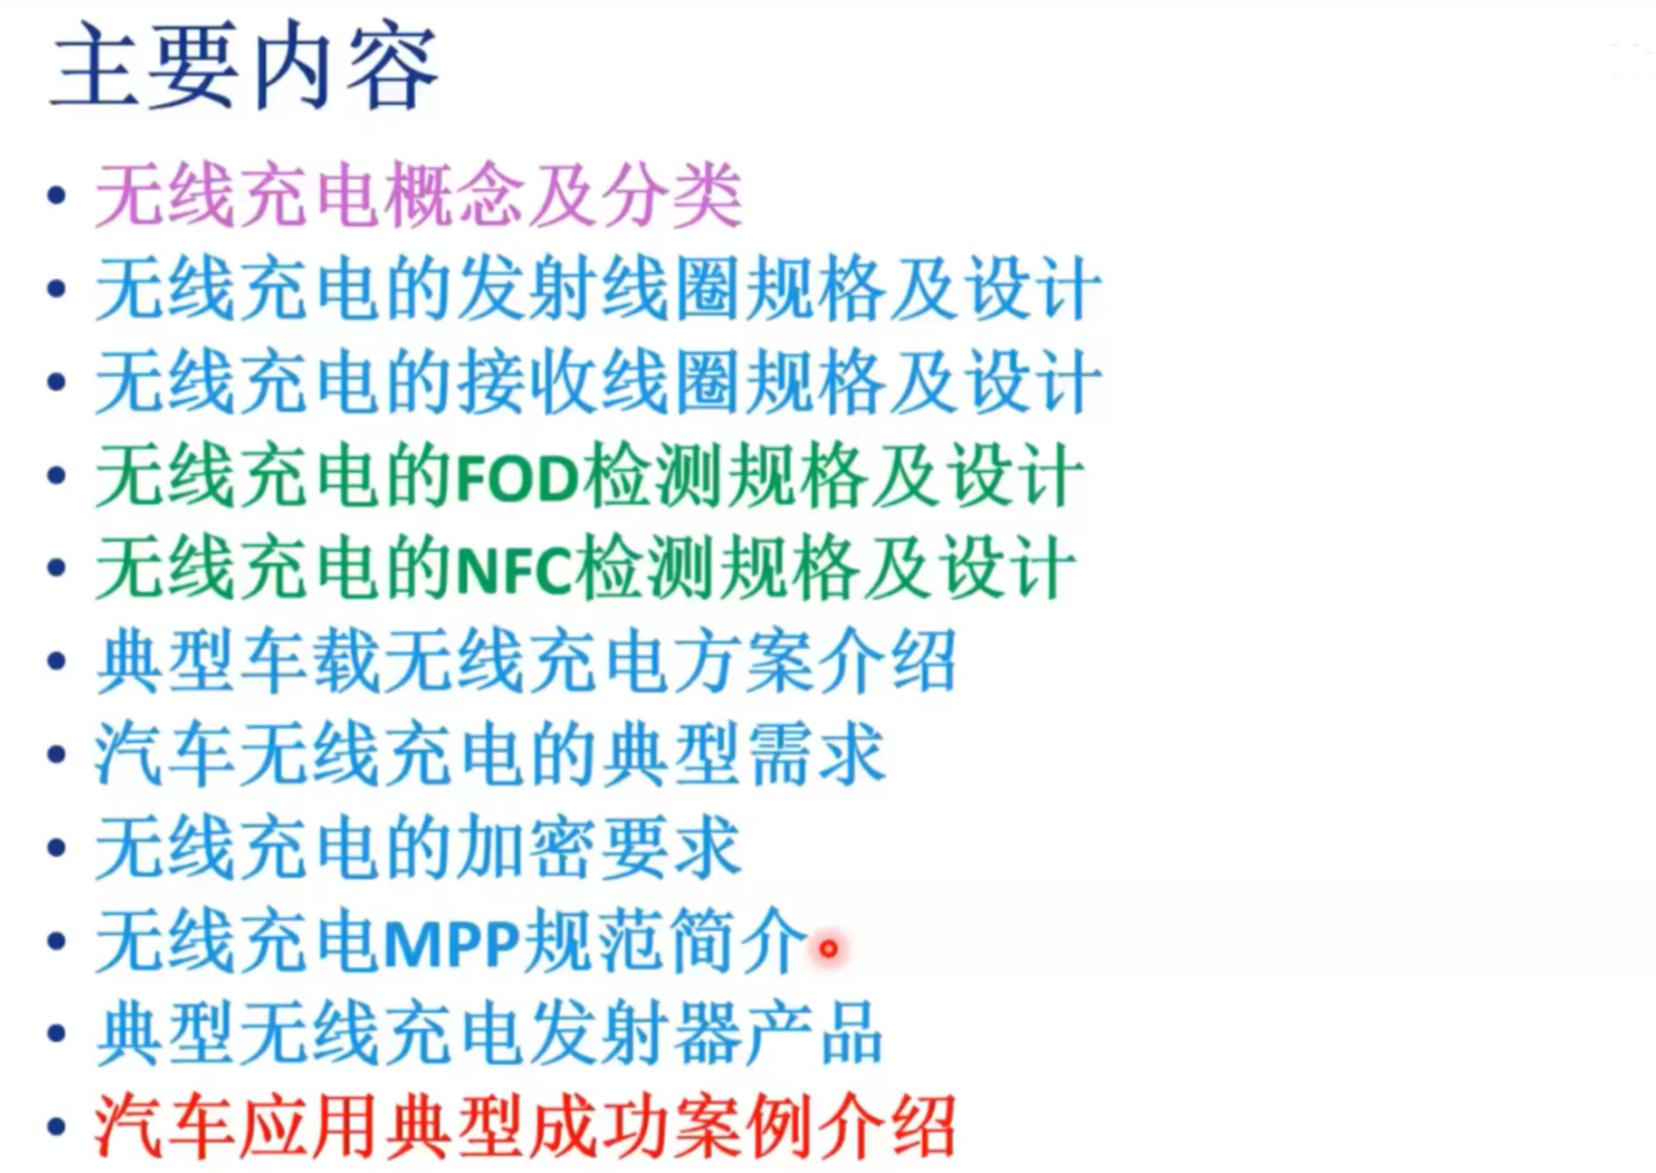 主要内容
• 无线充电概念及分类
• 无线充电的发射线圈规格及设计
• 无线充电的接收线圈规格及设计
• 无线充电的FOD检测规格及设计
• 无线充电的NFC检测规格及设计
• 典型车载无线充电方案介绍
• 汽车无线充电的典型需求
• 无线充电的加密要求
• 无线充电MPP规范简介
• 典型无线充电发射器产品
• 汽车应用典型成功案例介绍